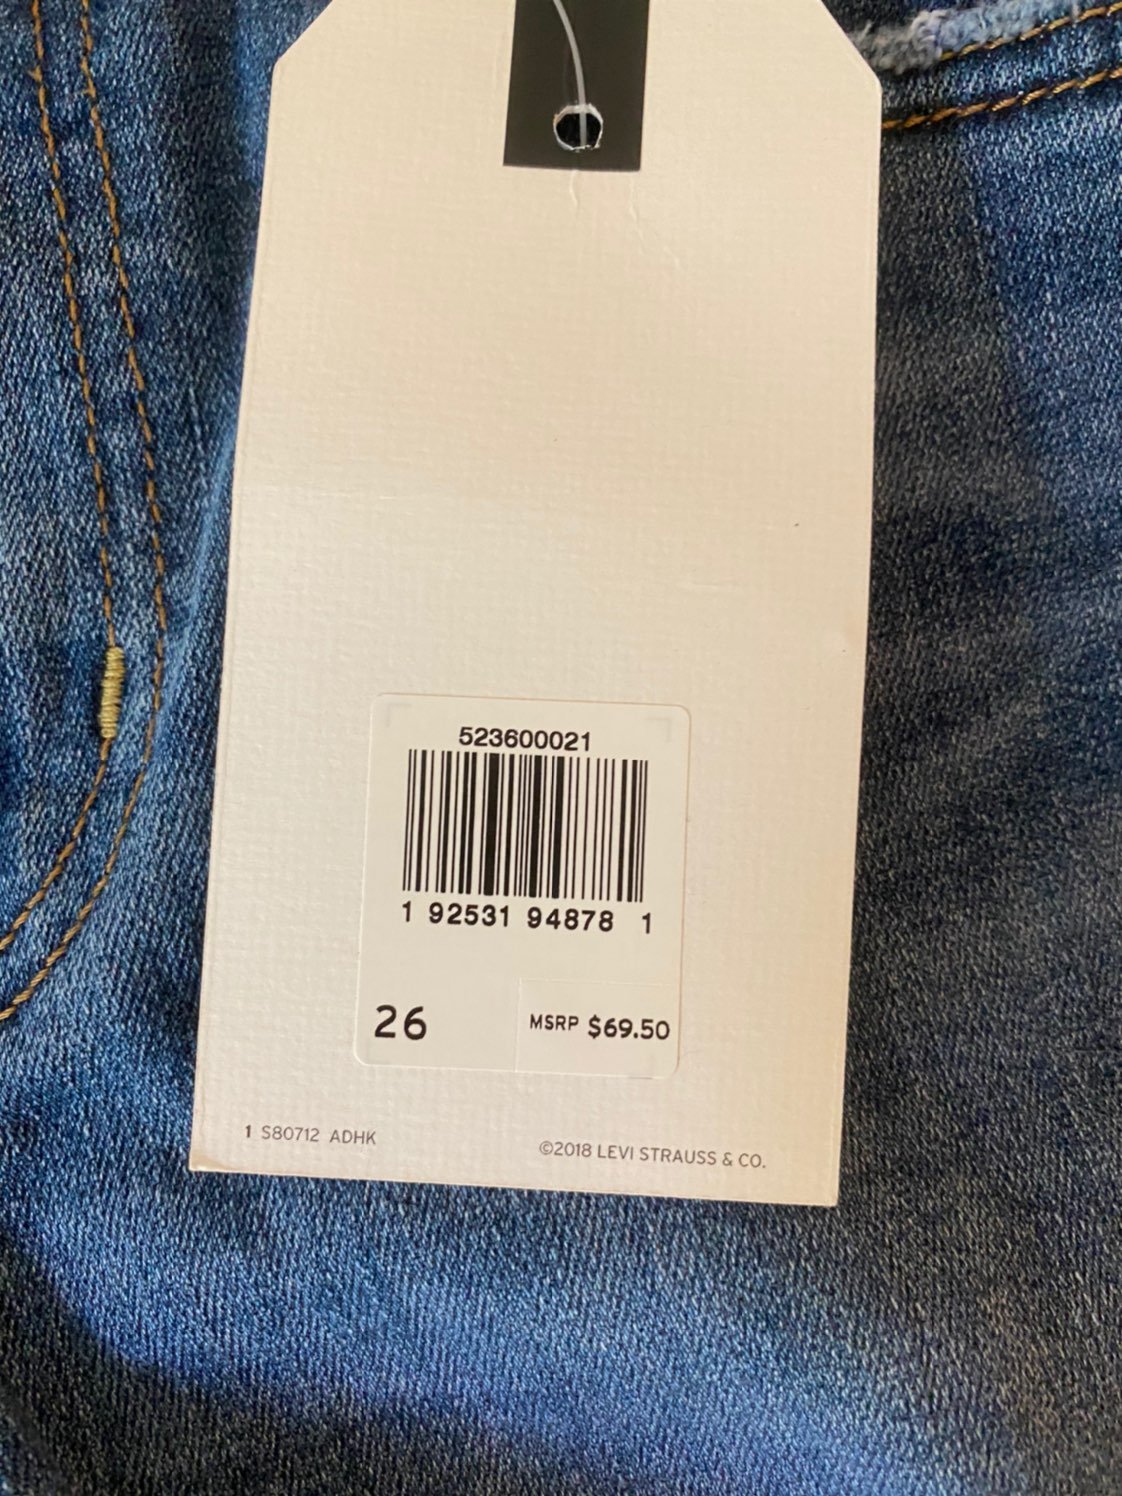 523600021
1 92531 94878 1
26 MSRP $69.50
1 S80712 ADHK
©2018 LEVI STRAUSS & CO.